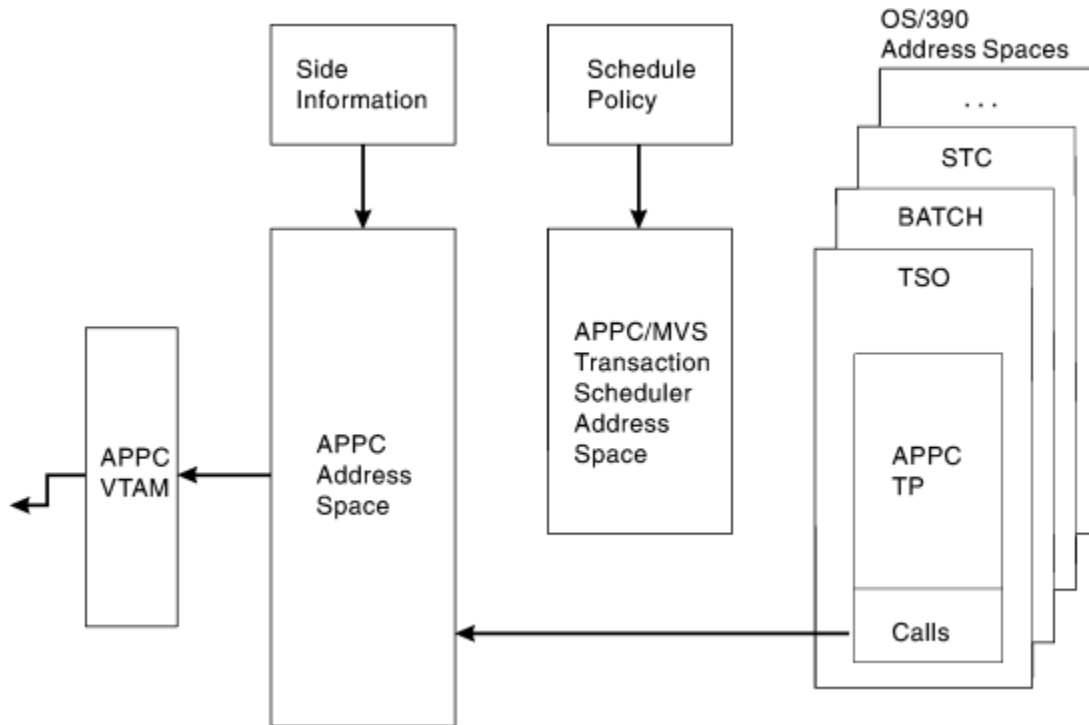 OS/390
Address Spaces
Side
Information
Schedule
Policy
. . .
STC
BATCH
TSO
APPC/MVS
Transaction
Scheduler
Address
Space
APPC
VTAM
APPC
Address
Space
APPC
TP
Calls